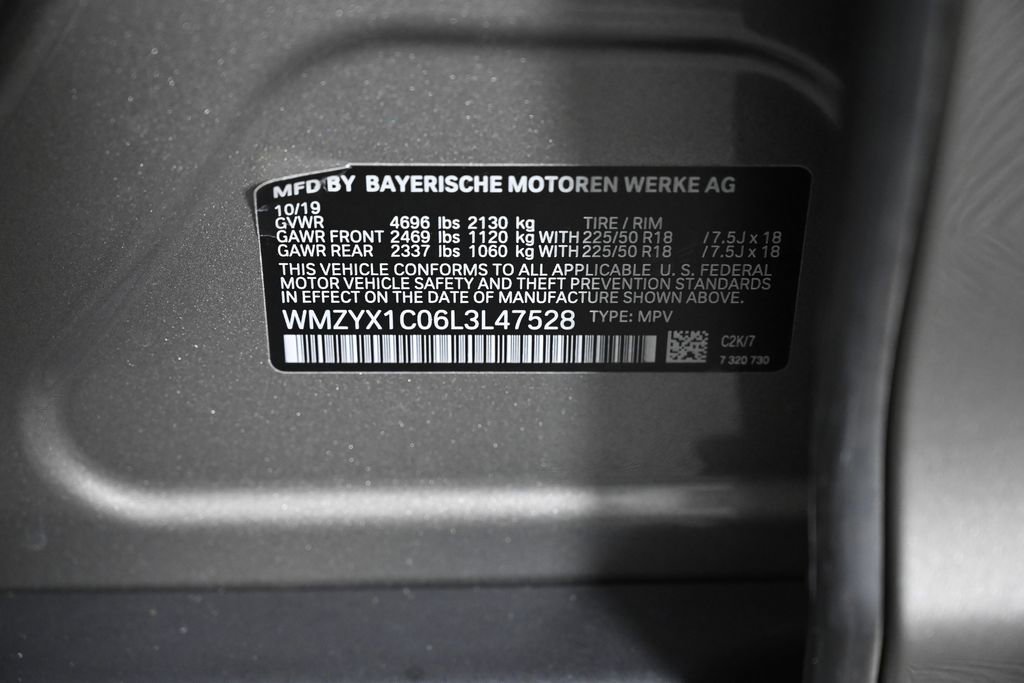 MFD BY BAYERISCHE MOTOREN WERKE AG
10/19
GVWR 4696 lbs 2130 kg TIRE / RIM
GAWR FRONT 2469 lbs 1120 kg WITH 225/50 R18 / 7.5J x 18
GAWR REAR 2337 lbs 1060 kg WITH 225/50 R18 / 7.5J x 18
THIS VEHICLE CONFORMS TO ALL APPLICABLE U. S. FEDERAL
MOTOR VEHICLE SAFETY AND THEFT PREVENTION STANDARDS
IN EFFECT ON THE DATE OF MANUFACTURE SHOWN ABOVE.
WMZYX1C06L3L47528 TYPE: MPV
C2K/7
7 320 730